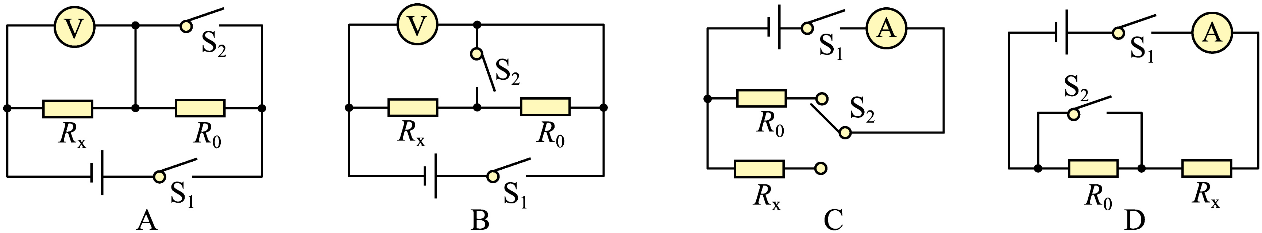 V S₂ Rₓ R₀ S₁ A
V S₂ Rₓ R₀ S₁ B
S₁ A R₀ S₂ Rₓ C
S₁ A S₂ R₀ Rₓ D